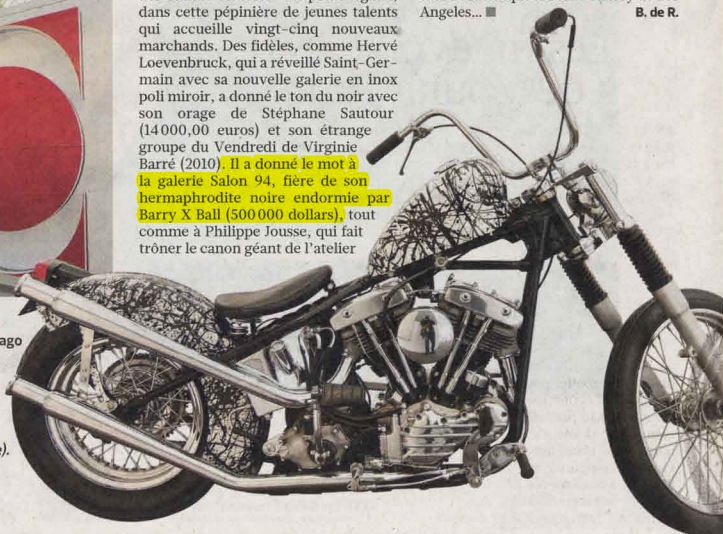 dans cette pépinière de jeunes talents
qui accueille vingt-cinq nouveaux
marchands. Des fidèles, comme Hervé
Loevenbruck, qui a réveillé Saint-Ger-
main avec sa nouvelle galerie en inox
poli miroir, a donné le ton du noir avec
son orage de Stéphane Sautour
(14 000,00 euros) et son étrange
groupe du Vendredi de Virginie
Barré (2010). Il a donné le mot à
la galerie Salon 94, fière de son
hermaphrodite noire endormie par
Barry X Ball (500 000 dollars), tout
comme à Philippe Jousse, qui fait
trôner le canon géant de l'atelier
Angeles... ■
B. de R.
ago
).